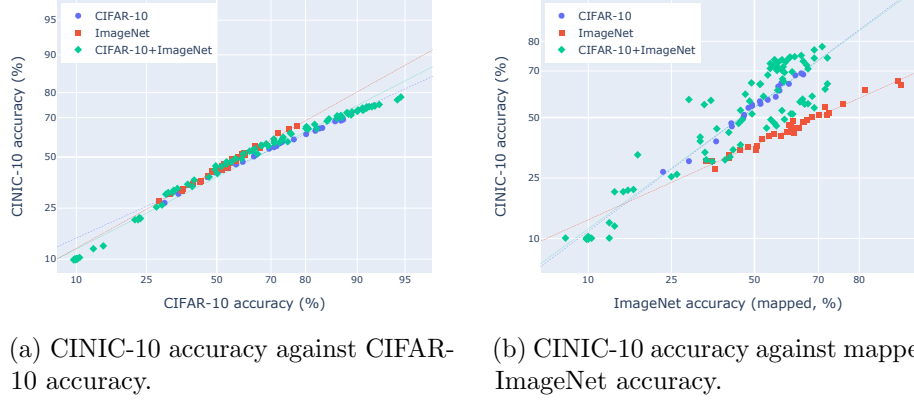 95
90
80
70
50
25
10
CINIC-10 accuracy (%)
CIFAR-10
ImageNet
CIFAR-10+ImageNet
10
25
50
70
80
90
95
CIFAR-10 accuracy (%)
80
70
50
25
10
CINIC-10 accuracy (%)
CIFAR-10
ImageNet
CIFAR-10+ImageNet
10
25
50
70
80
ImageNet accuracy (mapped, %)
(a) CINIC-10 accuracy against CIFAR-
10 accuracy.
(b) CINIC-10 accuracy against mappe
ImageNet accuracy.